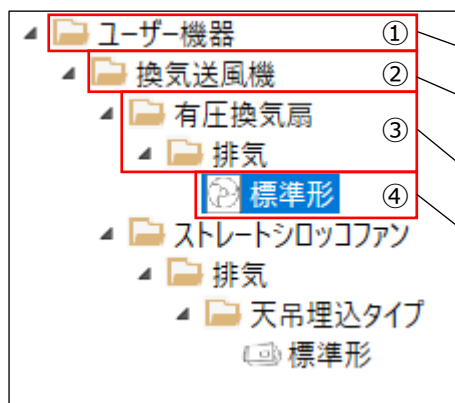 ユーザー機器 ①
換気送風機 ②
有圧換気扇
③
排気
標準形 ④
ストレートシロッコファン
排気
天吊埋込タイプ
標準形